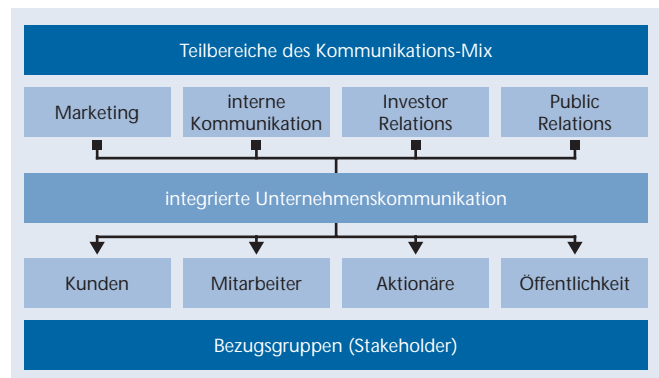 Teilbereiche des Kommunikations-Mix
Marketing
interne
Kommunikation
Investor
Relations
Public
Relations
integrierte Unternehmenskommunikation
Kunden
Mitarbeiter
Aktionäre
Öffentlichkeit
Bezugsgruppen (Stakeholder)